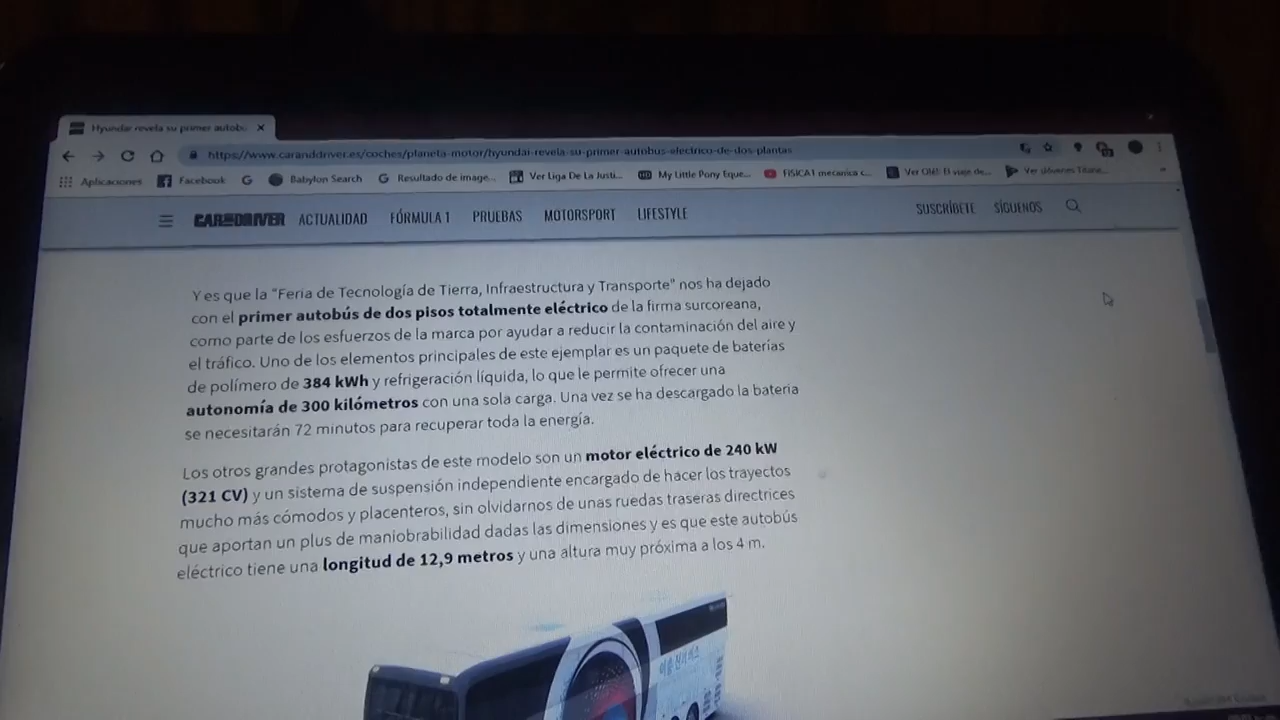 Hyundai revela su primer autobu
https://www.caranddriver.es/coches/planeta-motor/hyundai-revela-su-primer-autobus-electrico-de-dos-plantas
Aplicaciones Facebook Babylon Search Resultado de image... Ver Liga De La Justi... My Little Pony Eque... FISICA1 mecanica c... Ver Olé!: El viaje de... Ver Jóvenes Titane...
CAR AND DRIVER ACTUALIDAD FÓRMULA 1 PRUEBAS MOTORSPORT LIFESTYLE SUSCRÍBETE SÍGUENOS
Y es que la "Feria de Tecnología de Tierra, Infraestructura y Transporte" nos ha dejado
con el primer autobús de dos pisos totalmente eléctrico de la firma surcoreana,
como parte de los esfuerzos de la marca por ayudar a reducir la contaminación del aire y
el tráfico. Uno de los elementos principales de este ejemplar es un paquete de baterías
de polímero de 384 kWh y refrigeración líquida, lo que le permite ofrecer una
autonomía de 300 kilómetros con una sola carga. Una vez se ha descargado la batería
se necesitarán 72 minutos para recuperar toda la energía.
Los otros grandes protagonistas de este modelo son un motor eléctrico de 240 kW
(321 CV) y un sistema de suspensión independiente encargado de hacer los trayectos
mucho más cómodos y placenteros, sin olvidarnos de unas ruedas traseras directrices
que aportan un plus de maniobrabilidad dadas las dimensiones y es que este autobús
eléctrico tiene una longitud de 12,9 metros y una altura muy próxima a los 4 m.
이층 전기버스